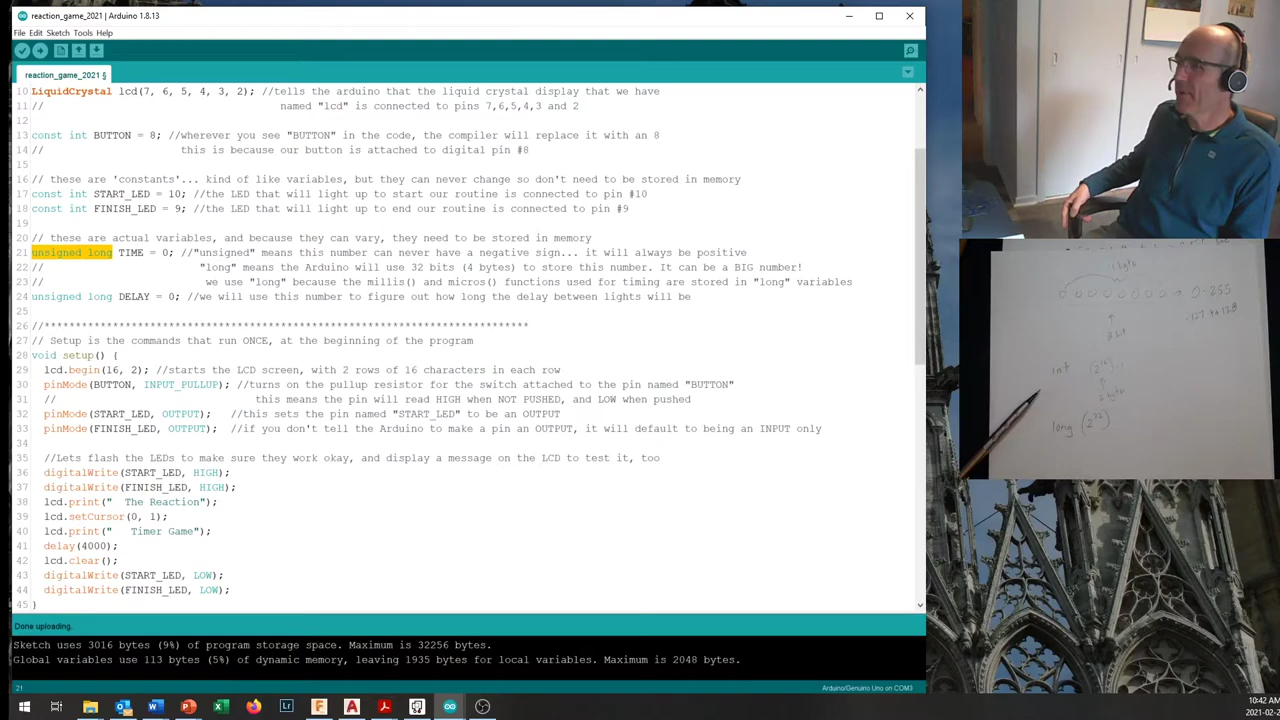 reaction_game_2021 | Arduino 1.8.13
File Edit Sketch Tools Help
reaction_game_2021 §
10 LiquidCrystal lcd(7, 6, 5, 4, 3, 2); //tells the arduino that the liquid crystal display that we have
11 // named "lcd" is connected to pins 7,6,5,4,3 and 2
12
13 const int BUTTON = 8; //wherever you see "BUTTON" in the code, the compiler will replace it with an 8
14 // this is because our button is attached to digital pin #8
15
16 // these are 'constants'... kind of like variables, but they can never change so don't need to be stored in memory
17 const int START_LED = 10; //the LED that will light up to start our routine is connected to pin #10
18 const int FINISH_LED = 9; //the LED that will light up to end our routine is connected to pin #9
19
20 // these are actual variables, and because they can vary, they need to be stored in memory
21 unsigned long TIME = 0; //"unsigned" means this number can never have a negative sign... it will always be positive
22 // "long" means the Arduino will use 32 bits (4 bytes) to store this number. It can be a BIG number!
23 // we use "long" because the millis() and micros() functions used for timing are stored in "long" variables
24 unsigned long DELAY = 0; //we will use this number to figure out how long the delay between lights will be
25
26 //******************************************************************************
27 // Setup is the commands that run ONCE, at the beginning of the program
28 void setup() {
29 lcd.begin(16, 2); //starts the LCD screen, with 2 rows of 16 characters in each row
30 pinMode(BUTTON, INPUT_PULLUP); //turns on the pullup resistor for the switch attached to the pin named "BUTTON"
31 // this means the pin will read HIGH when NOT PUSHED, and LOW when pushed
32 pinMode(START_LED, OUTPUT); //this sets the pin named "START_LED" to be an OUTPUT
33 pinMode(FINISH_LED, OUTPUT); //if you don't tell the Arduino to make a pin an OUTPUT, it will default to being an INPUT only
34
35 //Lets flash the LEDs to make sure they work okay, and display a message on the LCD to test it, too
36 digitalWrite(START_LED, HIGH);
37 digitalWrite(FINISH_LED, HIGH);
38 lcd.print("  The Reaction");
39 lcd.setCursor(0, 1);
40 lcd.print("   Timer Game");
41 delay(4000);
42 lcd.clear();
43 digitalWrite(START_LED, LOW);
44 digitalWrite(FINISH_LED, LOW);
45 }
Done uploading.
Sketch uses 3016 bytes (9%) of program storage space. Maximum is 32256 bytes.
Global variables use 113 bytes (5%) of dynamic memory, leaving 1935 bytes for local variables. Maximum is 2048 bytes.
21
Arduino/Genuino Uno on COM3
1 byte
0-255
-127 to 128
int (2^16)-1
long (2^32)
10:42 AM
2021-02-2